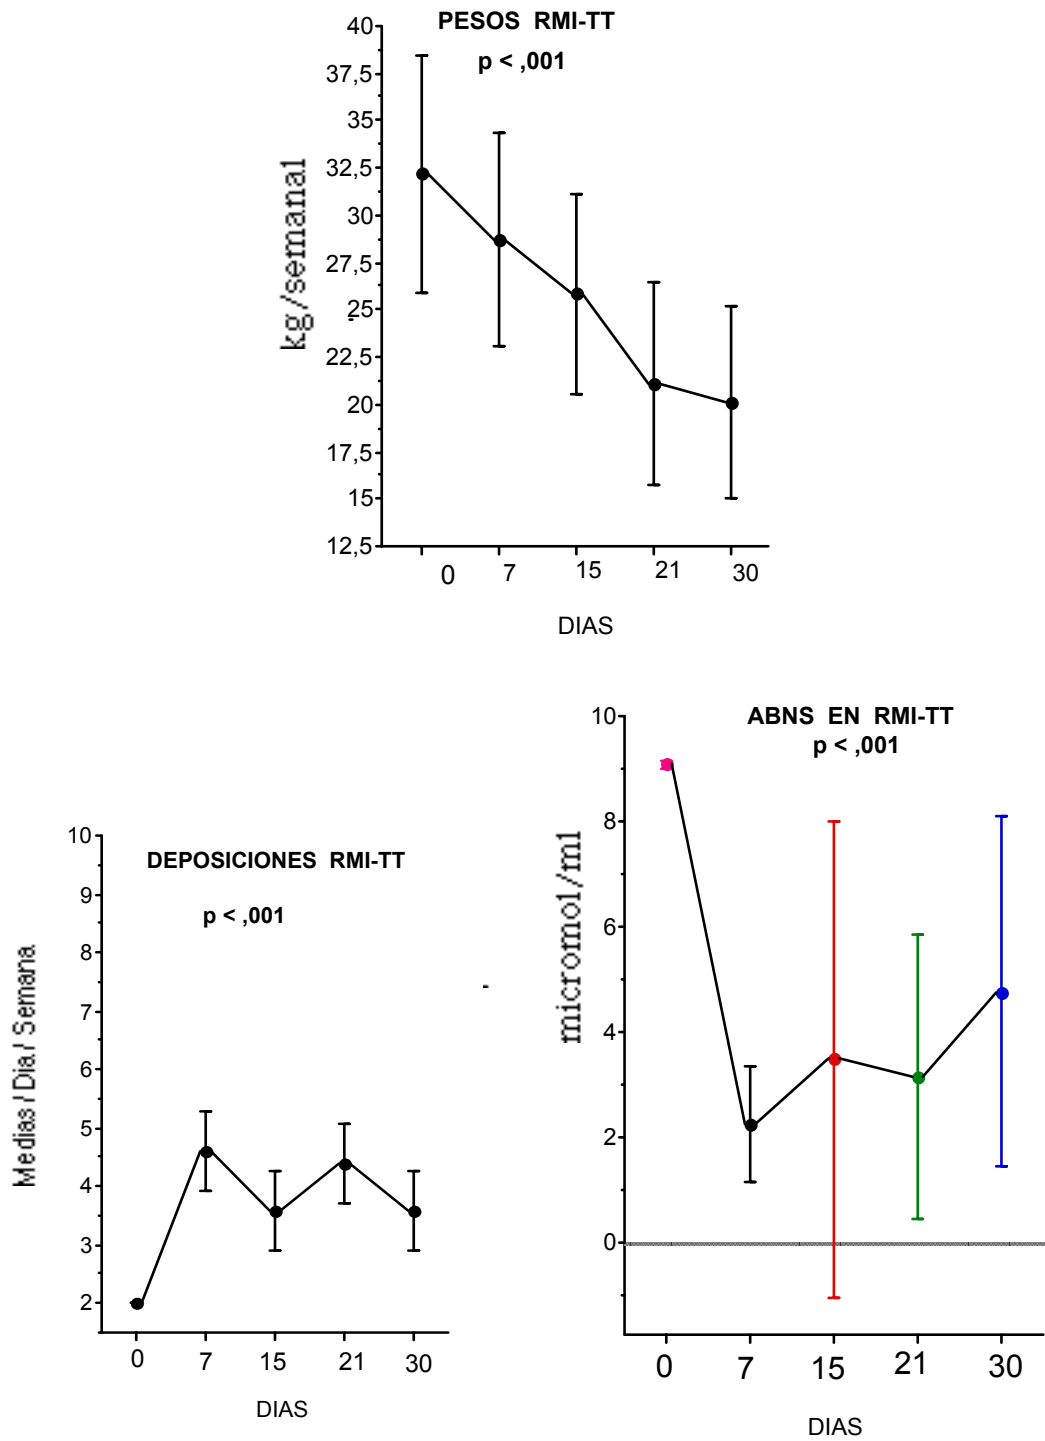 PESOS RMI-TT
p < ,001
40
37,5
35
32,5
30
27,5
25
22,5
20
17,5
15
12,5
kg/semanal
0 7 15 21 30
DIAS
DEPOSICIONES RMI-TT
p < ,001
10
9
8
7
6
5
4
3
2
Medias / Dia / Semana
0 7 15 21 30
DIAS
ABNS EN RMI-TT
p < ,001
10
8
6
4
2
0
micromol/ml
0 7 15 21 30
DIAS